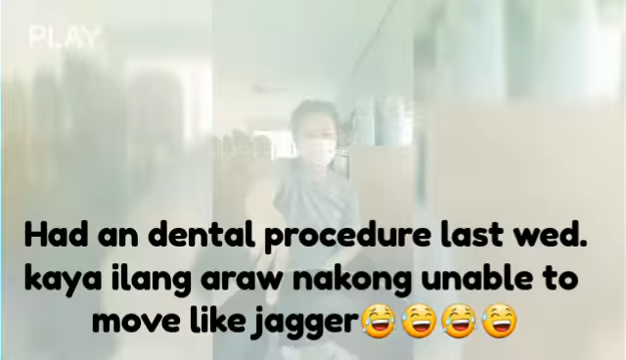 PLAY
Had an dental procedure last wed.
kaya ilang araw nakong unable to
move like jagger😂😂😂😅